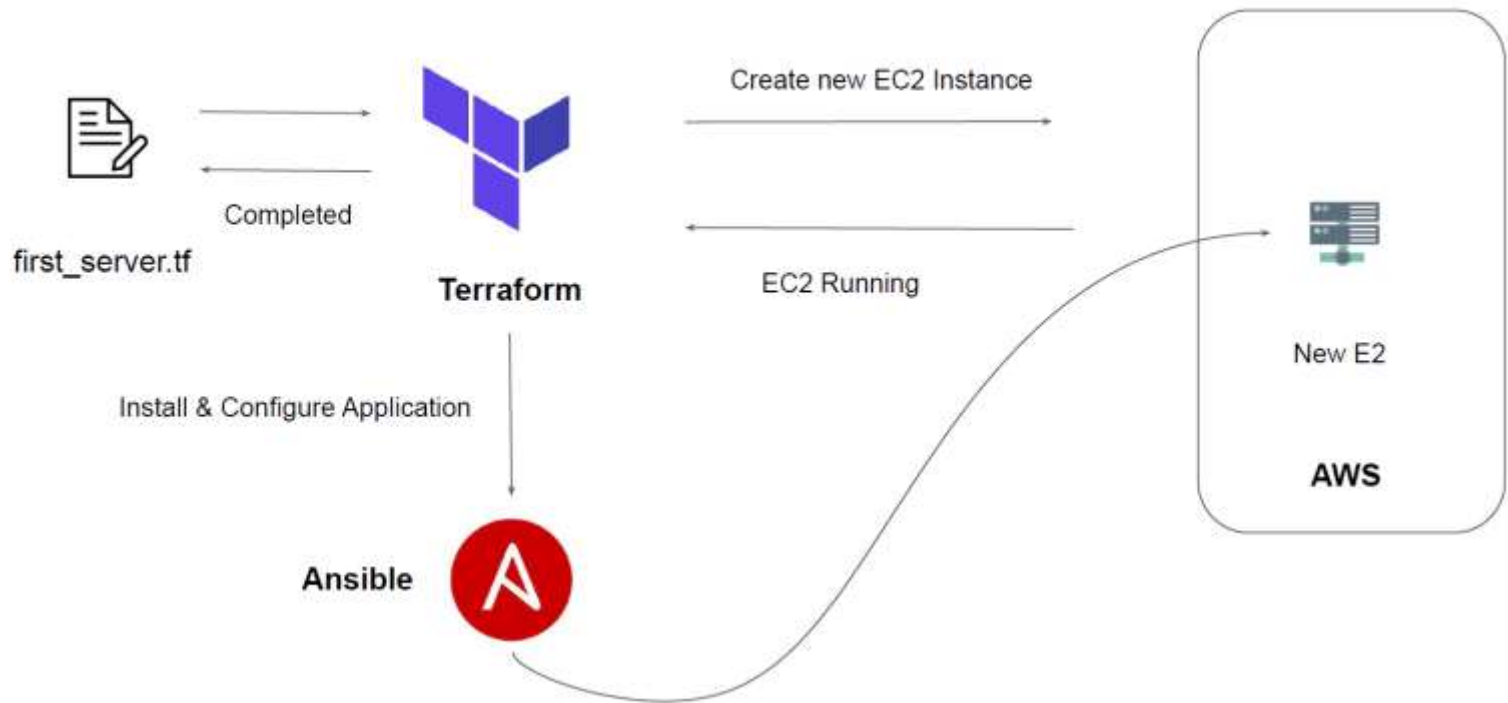 Create new EC2 Instance
Completed
first_server.tf
Terraform
EC2 Running
New E2
Install & Configure Application
AWS
Ansible